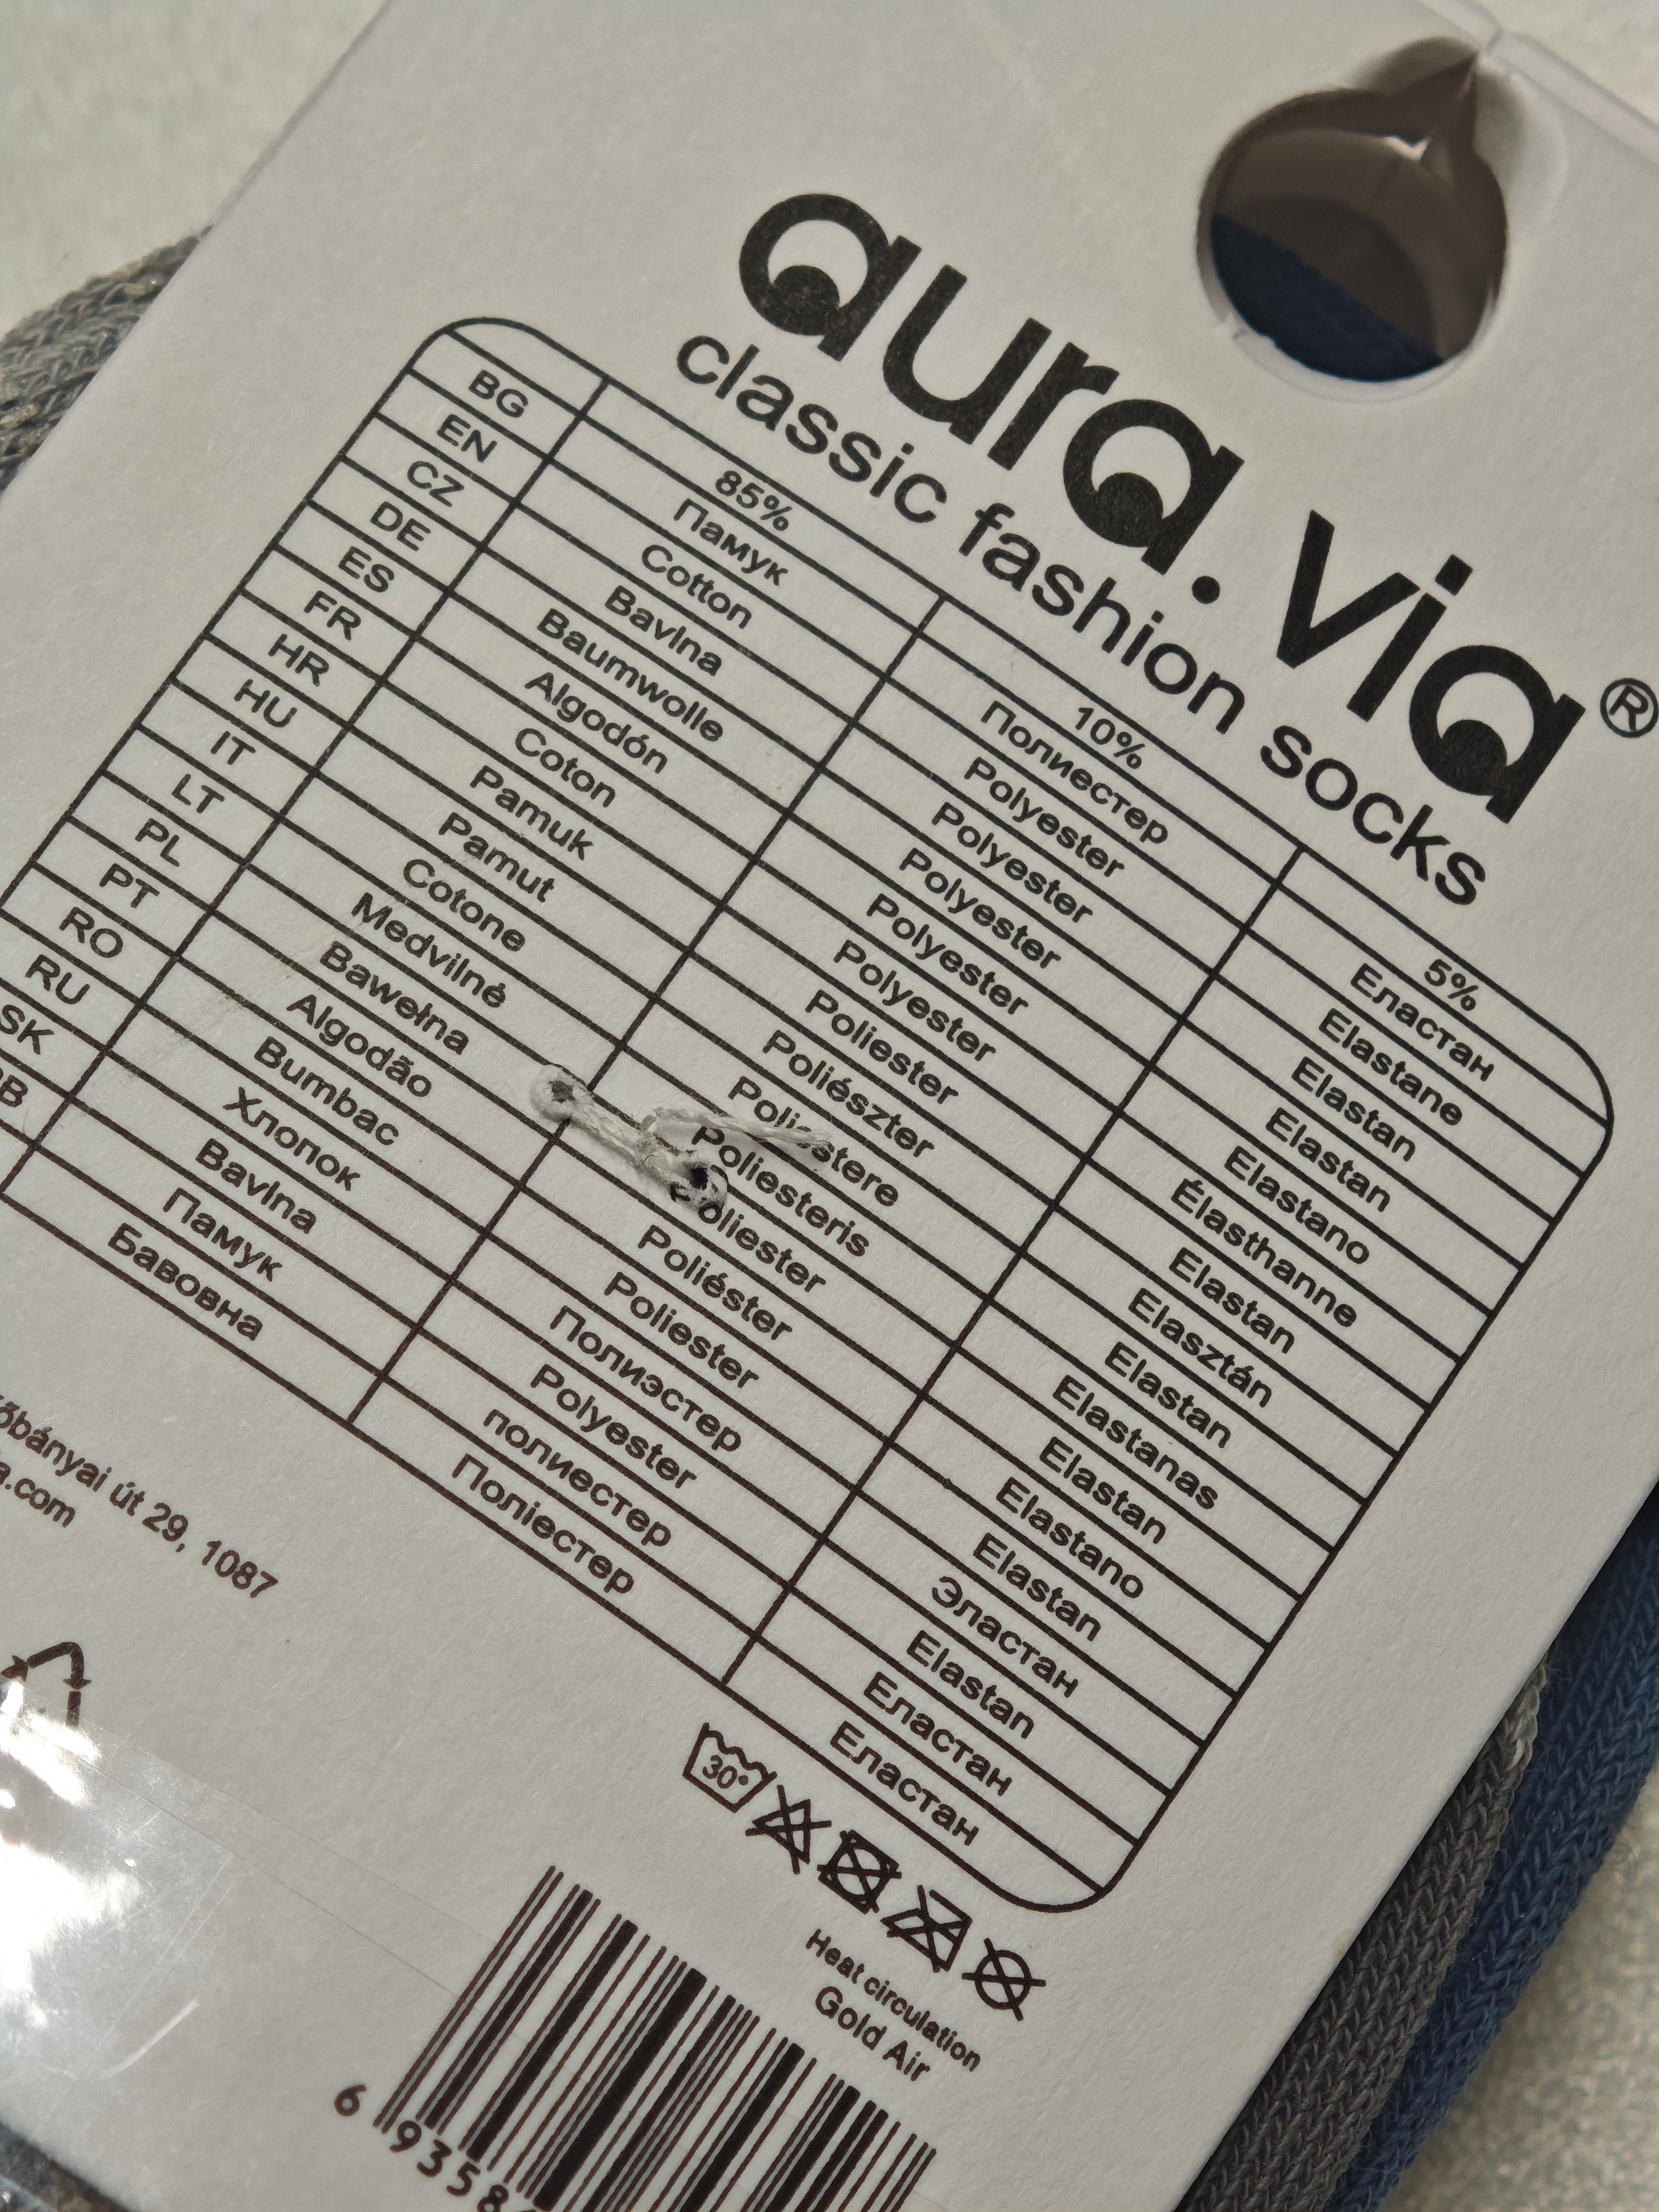 aura.via®
classic fashion socks
85% 10% 5%
BG Памук Полиестер Еластан
EN Cotton Polyester Elastane
CZ Bavlna Polyester Elastan
DE Baumwolle Polyester Elastan
ES Algodón Polyester Elastano
FR Coton Polyester Élasthanne
HR Pamuk Poliester Elastan
HU Pamut Poliészter Elasztán
IT Cotone Poliestere Elastan
LT Medvilnė Poliesteris Elastanas
PL Bawełna Poliester Elastan
PT Algodão Poliéster Elastano
RO Bumbac Poliester Elastan
RU Хлопок Полиэстер Эластан
SK Bavlna Polyester Elastan
Памук полиестер Еластан
Бавовна Поліестер Еластан
út 29, 1087
30°
Heat circulation
Gold Air
6 9358